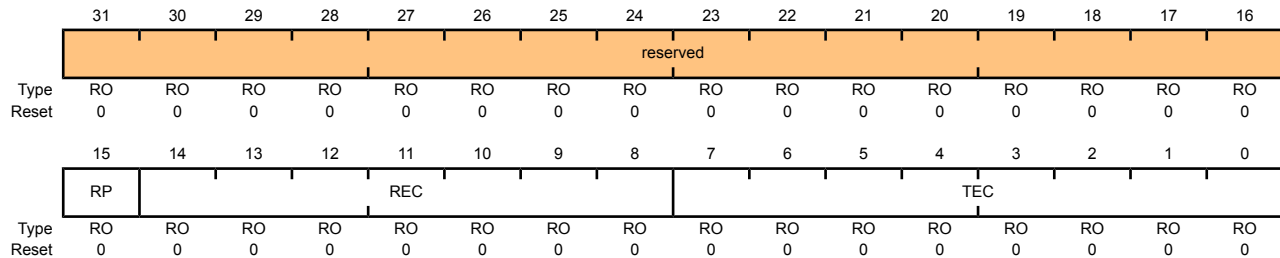 31 30 29 28 27 26 25 24 23 22 21 20 19 18 17 16
reserved
Type RO RO RO RO RO RO RO RO RO RO RO RO RO RO RO RO
Reset 0 0 0 0 0 0 0 0 0 0 0 0 0 0 0 0
15 14 13 12 11 10 9 8 7 6 5 4 3 2 1 0
RP REC TEC
Type RO RO RO RO RO RO RO RO RO RO RO RO RO RO RO RO
Reset 0 0 0 0 0 0 0 0 0 0 0 0 0 0 0 0